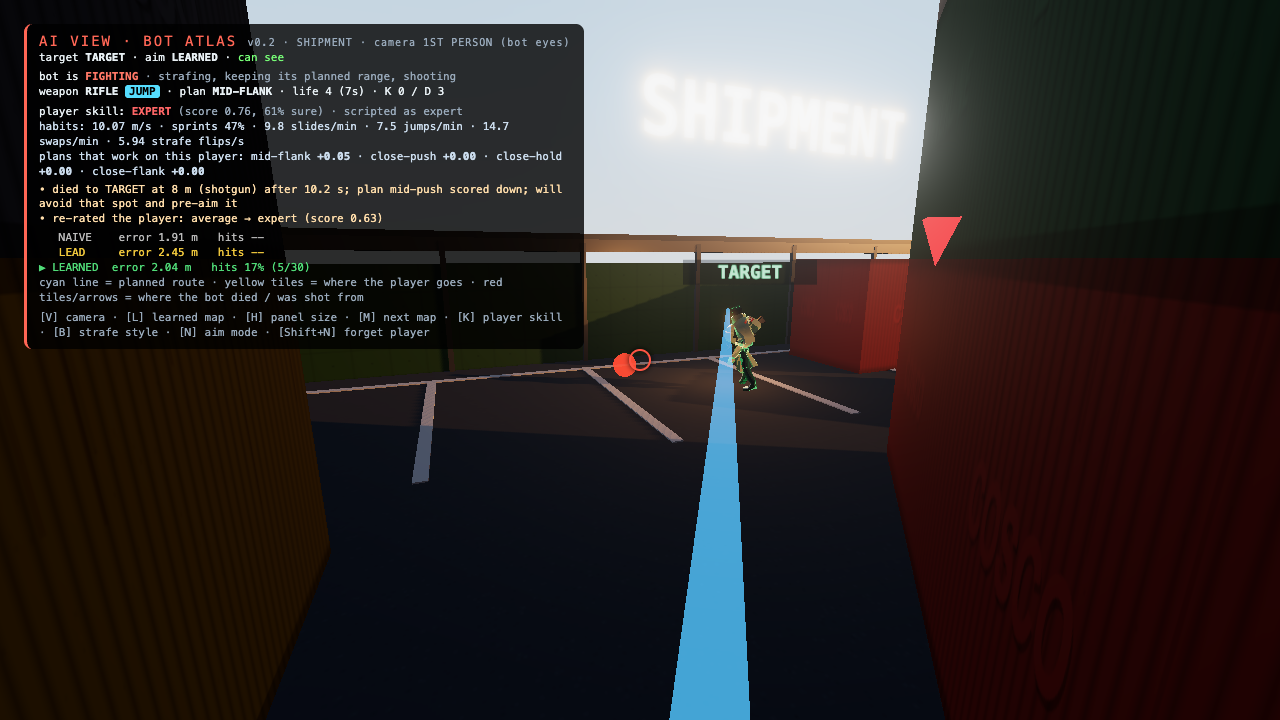 AI VIEW · BOT ATLAS v0.2 · SHIPMENT · camera 1ST PERSON (bot eyes)
target TARGET · aim LEARNED · can see
bot is FIGHTING · strafing, keeping its planned range, shooting
weapon RIFLE JUMP · plan MID-FLANK · life 4 (7s) · K 0 / D 3
player skill: EXPERT (score 0.76, 61% sure) · scripted as expert
habits: 10.07 m/s · sprints 47% · 9.8 slides/min · 7.5 jumps/min · 14.7
swaps/min · 5.94 strafe flips/s
plans that work on this player: mid-flank +0.05 · close-push +0.00 · close-hold
+0.00 · close-flank +0.00
• died to TARGET at 8 m (shotgun) after 10.2 s; plan mid-push scored down; will
avoid that spot and pre-aim it
• re-rated the player: average → expert (score 0.63)
NAIVE error 1.91 m hits ——
LEAD error 2.45 m hits ——
▶ LEARNED error 2.04 m hits 17% (5/30)
cyan line = planned route · yellow tiles = where the player goes · red
tiles/arrows = where the bot died / was shot from
[V] camera · [L] learned map · [H] panel size · [M] next map · [K] player skill
· [B] strafe style · [N] aim mode · [Shift+N] forget player
SHIPMENT
TARGET
COSCO